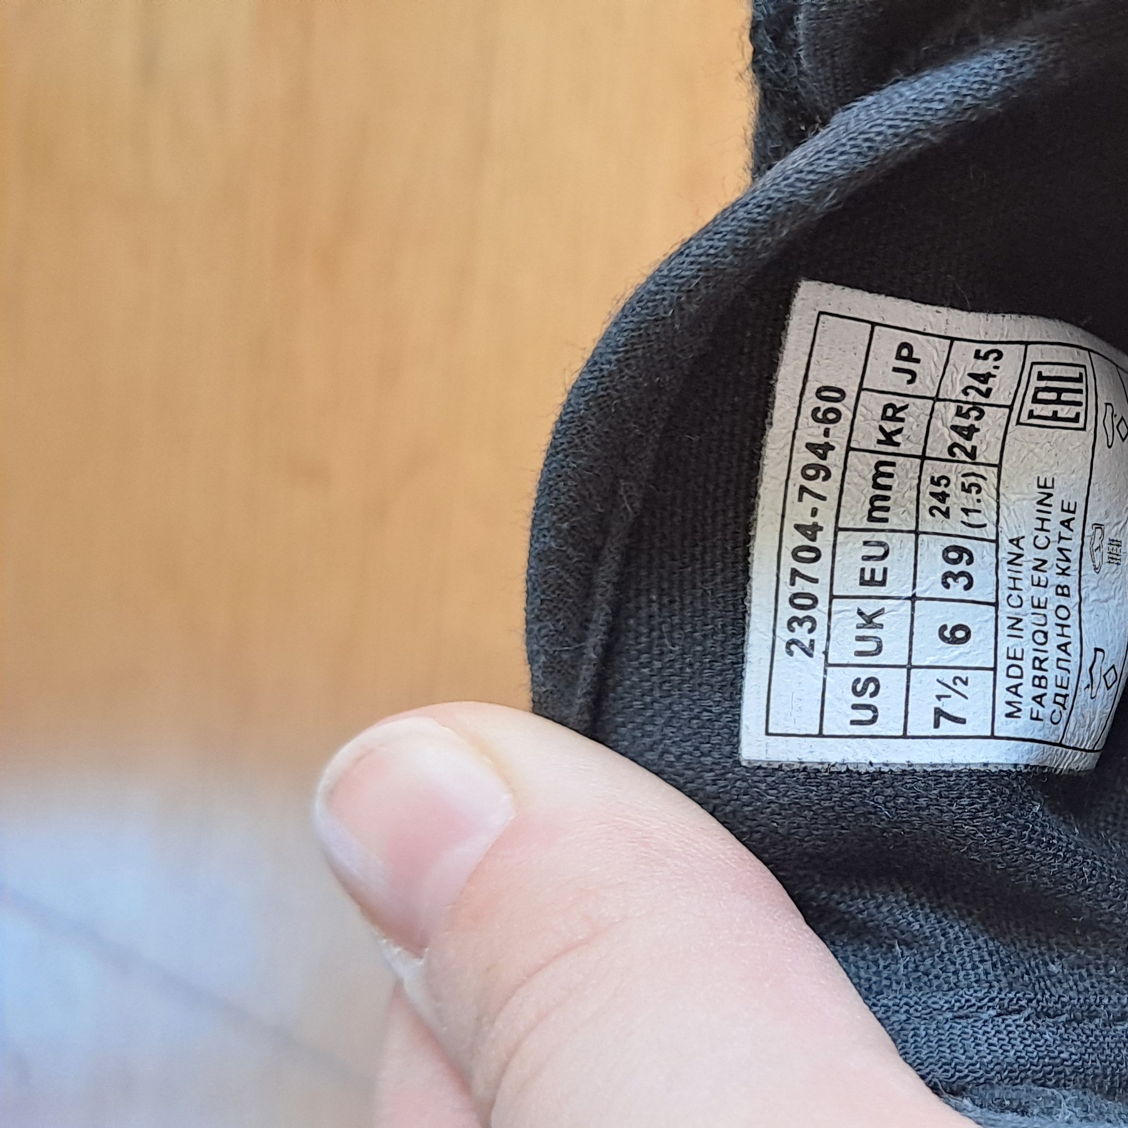 230704-794-60
US UK EU mm KR JP
7½ 6 39 245 (1.5) 245 24.5
MADE IN CHINA
FABRIQUE EN CHINE
СДЕЛАНО В КИТАЕ
EAC